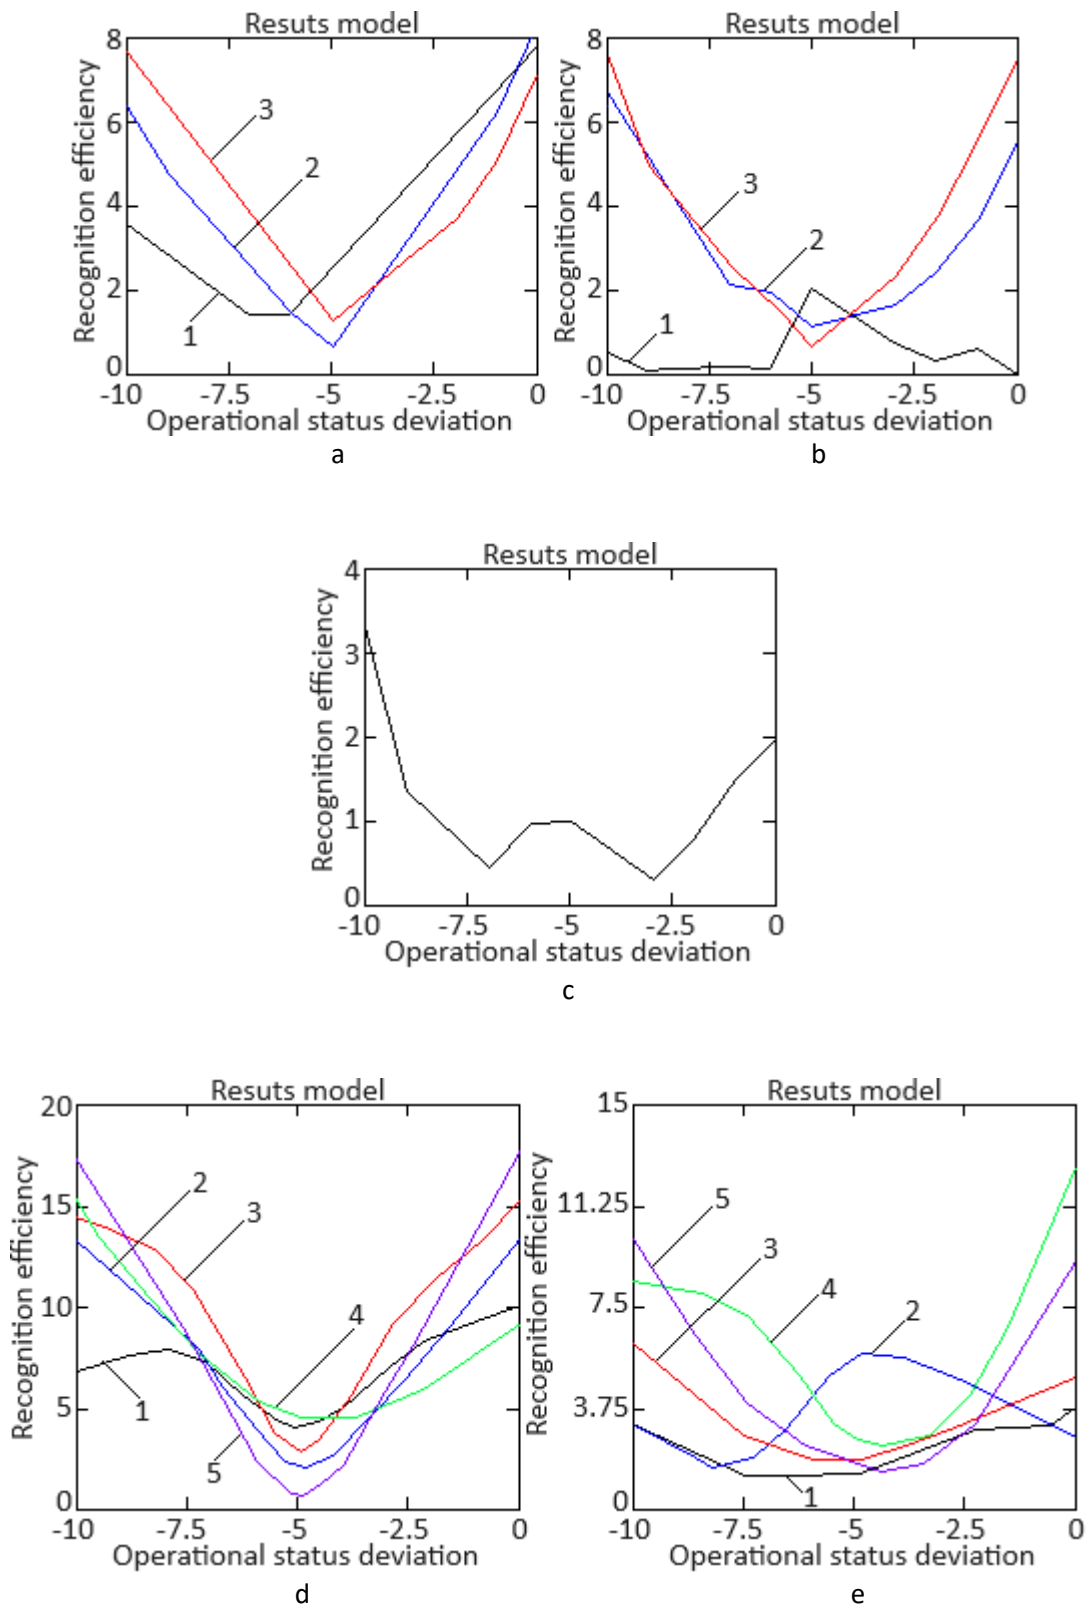 Resuts model
Recognition efficiency
8
6
4
2
0
3
2
1
-10 -7.5 -5 -2.5 0
Operational status deviation
a
Resuts model
Recognition efficiency
8
6
4
2
0
3
2
1
-10 -7.5 -5 -2.5 0
Operational status deviation
b
Resuts model
Recognition efficiency
4
3
2
1
0
-10 -7.5 -5 -2.5 0
Operational status deviation
c
Resuts model
Recognition efficiency
20
15
10
5
0
2
3
4
1
5
-10 -7.5 -5 -2.5 0
Operational status deviation
d
Resuts model
Recognition efficiency
15
11.25
7.5
3.75
0
5
3
4
2
1
-10 -7.5 -5 -2.5 0
Operational status deviation
e